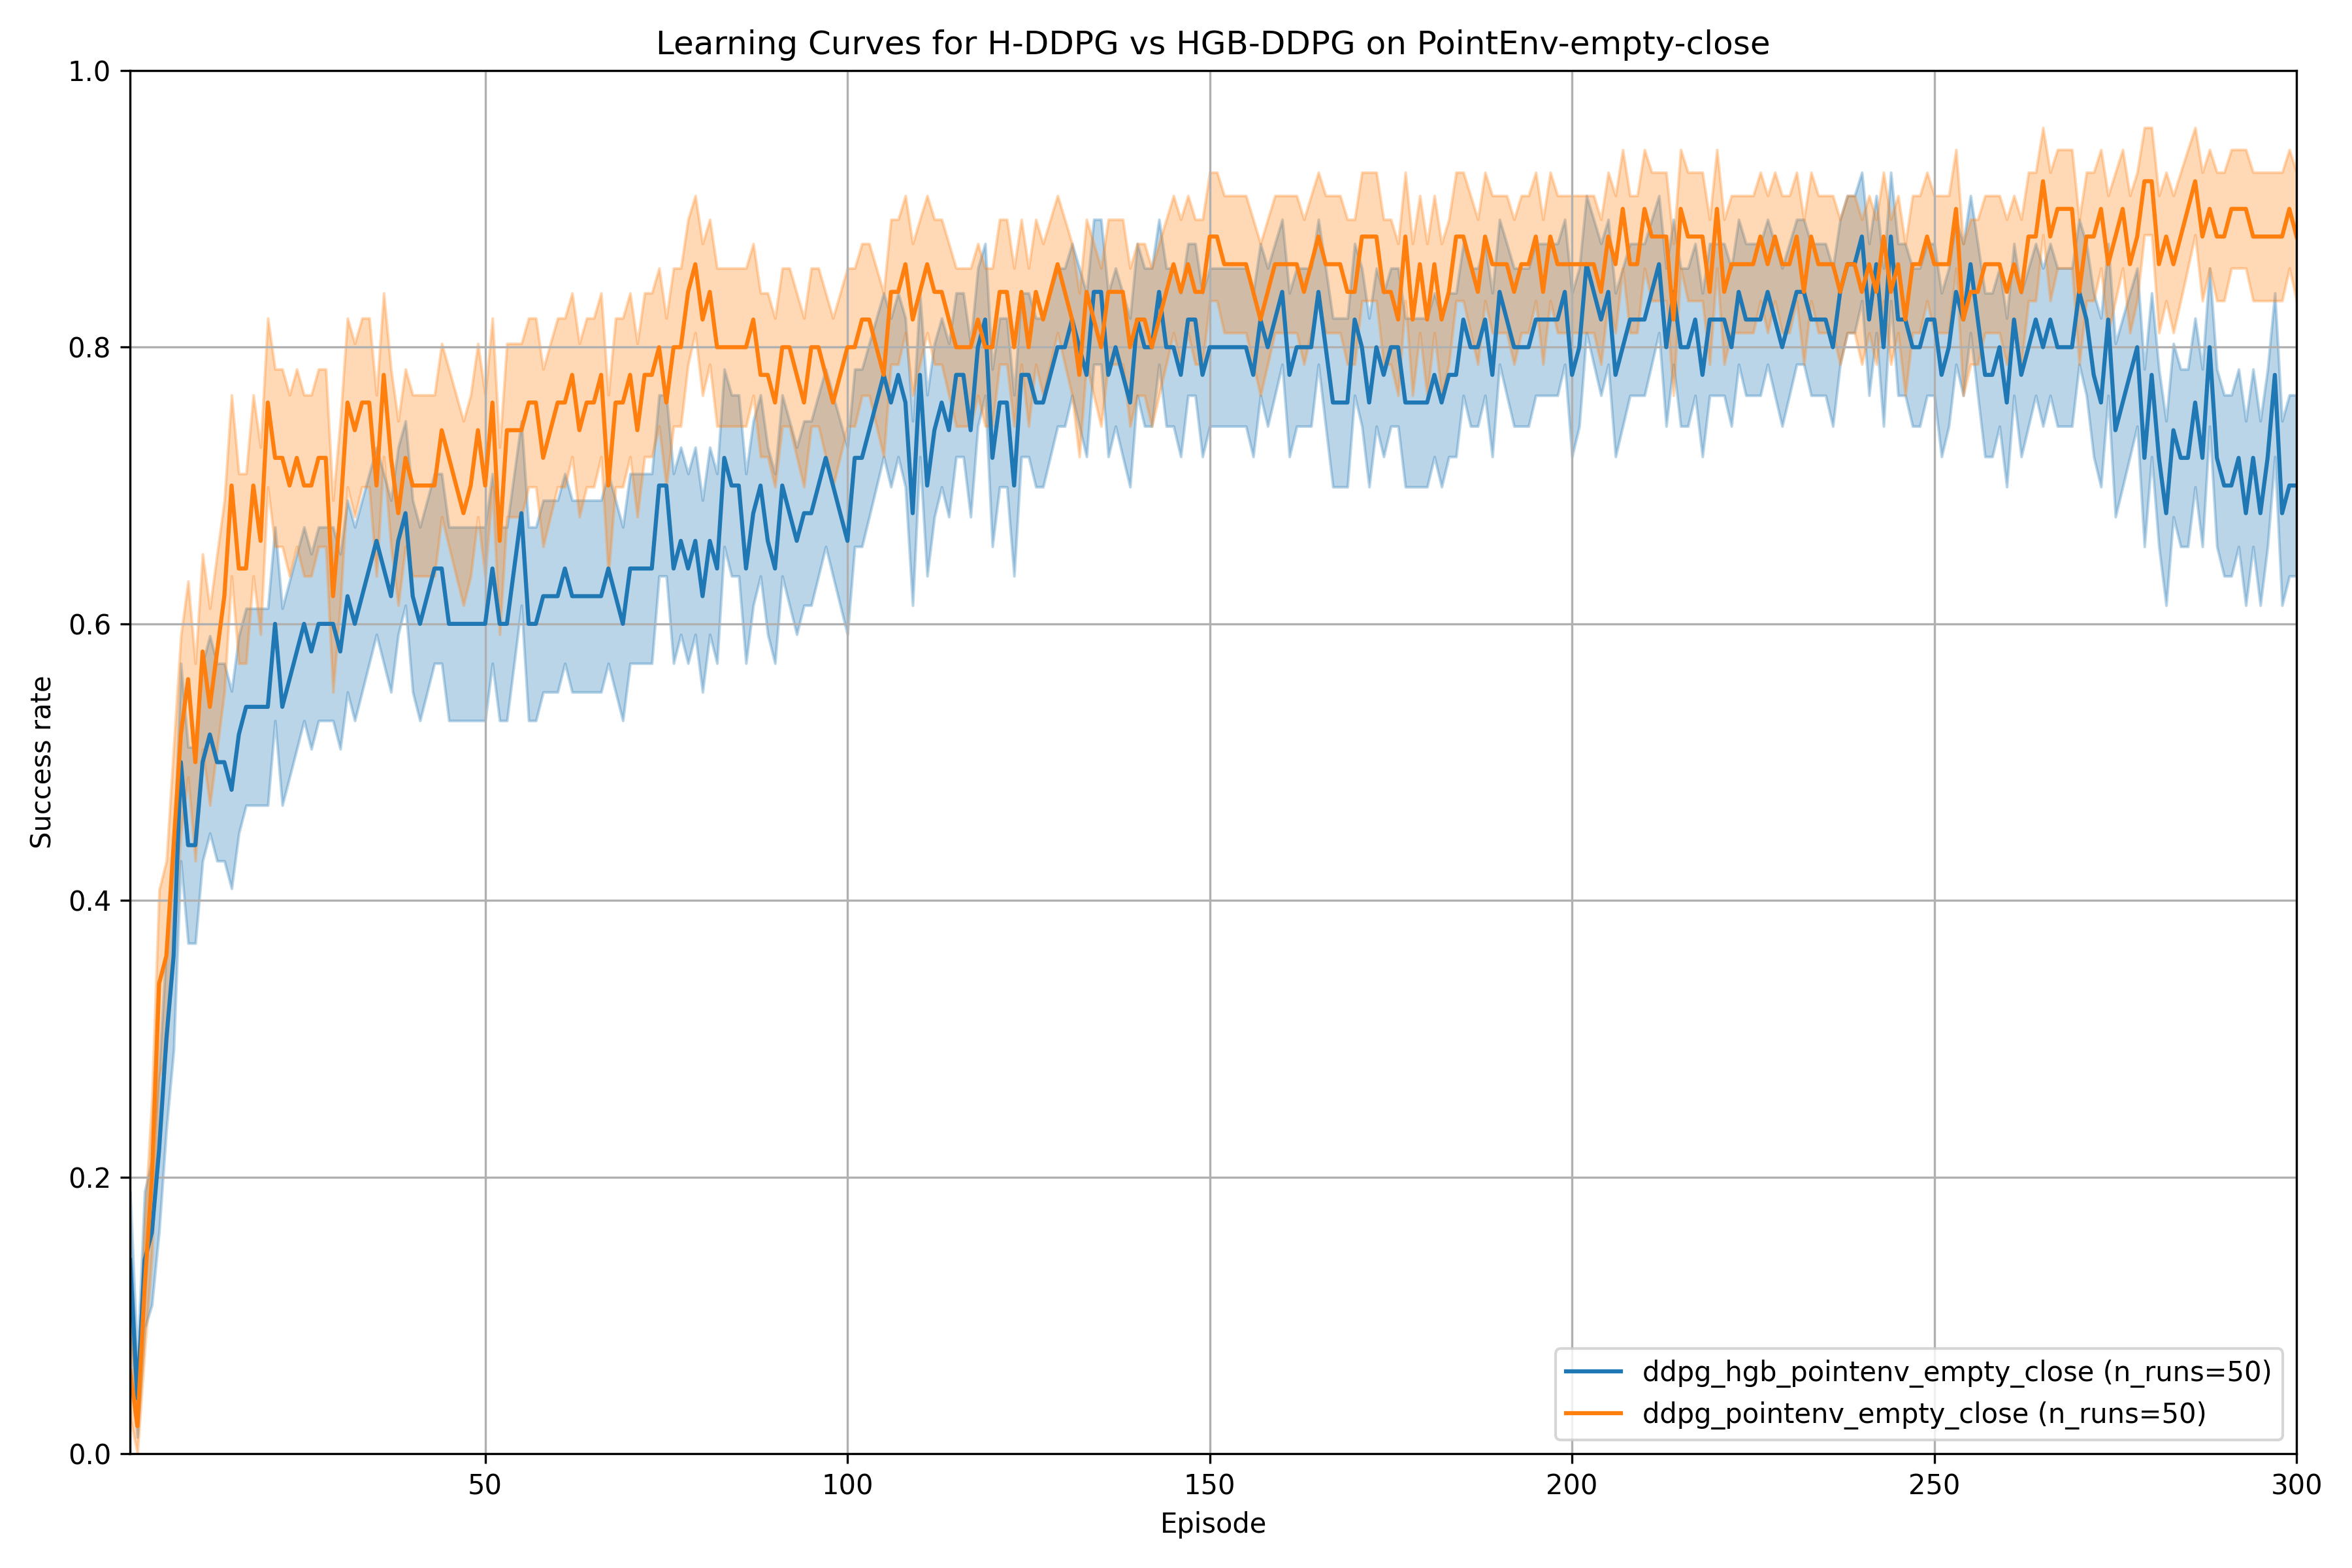 Learning Curves for H-DDPG vs HGB-DDPG on PointEnv-empty-close
1.0
0.8
0.6
0.4
0.2
0.0
Success rate
50
100
150
200
250
300
Episode
ddpg_hgb_pointenv_empty_close (n_runs=50)
ddpg_pointenv_empty_close (n_runs=50)